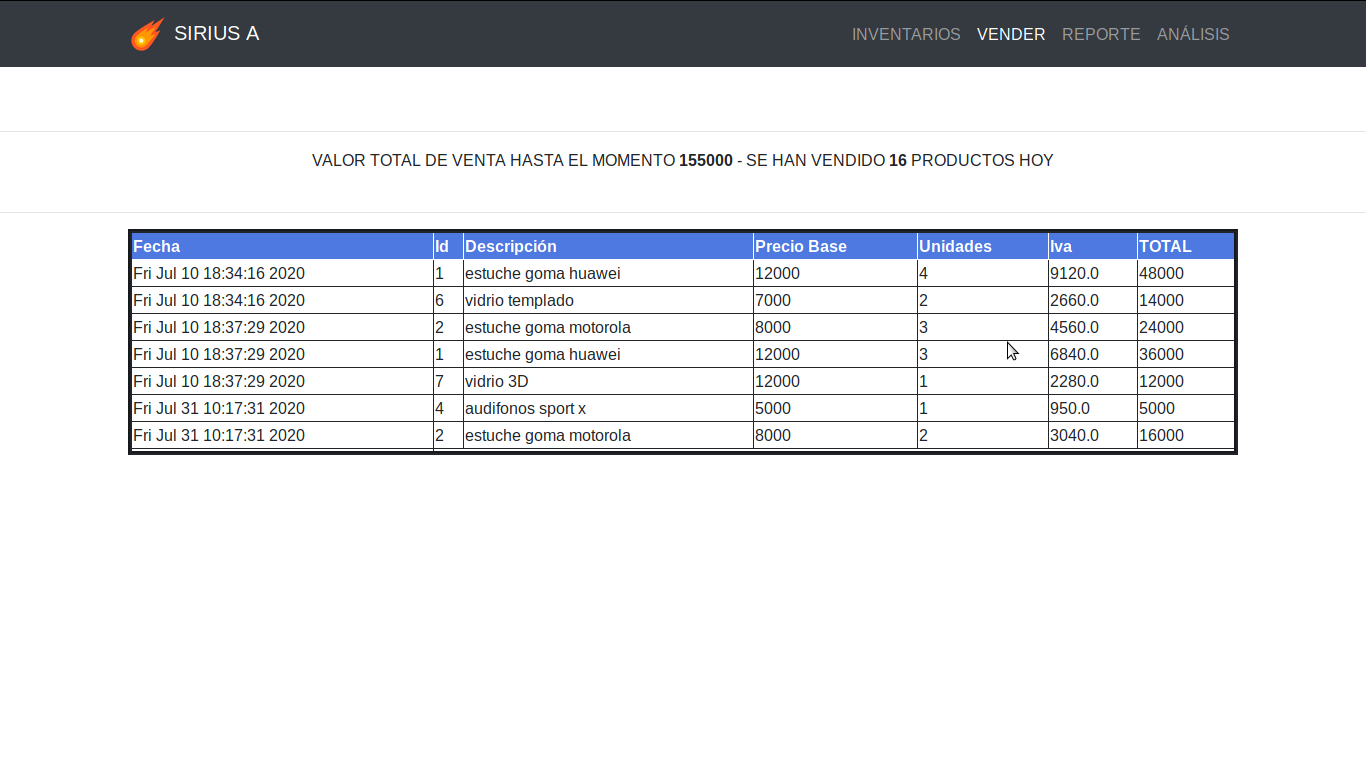 SIRIUS A INVENTARIOS VENDER REPORTE ANÁLISIS
VALOR TOTAL DE VENTA HASTA EL MOMENTO 155000 - SE HAN VENDIDO 16 PRODUCTOS HOY
Fecha Id Descripción Precio Base Unidades Iva TOTAL
Fri Jul 10 18:34:16 2020 1 estuche goma huawei 12000 4 9120.0 48000
Fri Jul 10 18:34:16 2020 6 vidrio templado 7000 2 2660.0 14000
Fri Jul 10 18:37:29 2020 2 estuche goma motorola 8000 3 4560.0 24000
Fri Jul 10 18:37:29 2020 1 estuche goma huawei 12000 3 6840.0 36000
Fri Jul 10 18:37:29 2020 7 vidrio 3D 12000 1 2280.0 12000
Fri Jul 31 10:17:31 2020 4 audifonos sport x 5000 1 950.0 5000
Fri Jul 31 10:17:31 2020 2 estuche goma motorola 8000 2 3040.0 16000